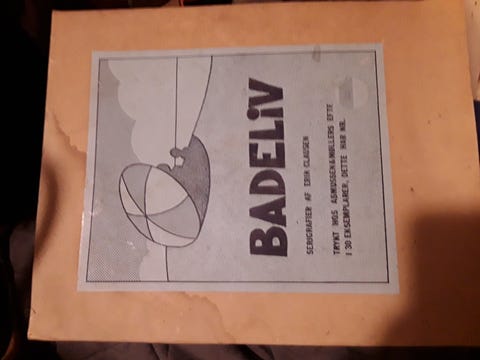 BADELIV
SERIGRAFIER AF ERIK CLAUSEN
TRYKT HOS ASMUSSEN & MØLLERS EFTF
I 30 EKSEMPLARER, DETTE HAR NR.